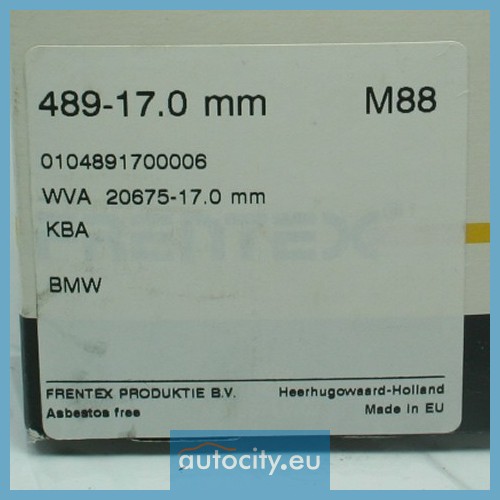 489-17.0 mm M88
0104891700006
WVA 20675-17.0 mm
FRENTEX®
KBA
BMW
FRENTEX PRODUKTIE B.V. Heerhugowaard-Holland
Asbestos free Made in EU
autocity.eu